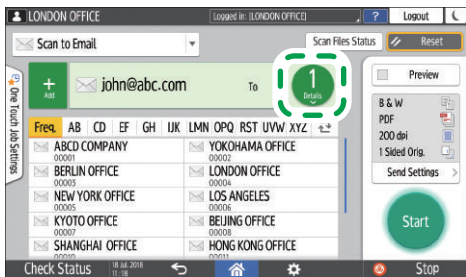 LONDON OFFICE
Logged in: [LONDON OFFICE]
?
Logout
Scan to Email
Scan Files Status
Reset
One Touch Job Settings
+
Add
john@abc.com
To
1
Details
Preview
B & W
PDF
200 dpi
1 Sided Orig.
Send Settings >
Start
Freq. AB CD EF GH IJK LMN OPQ RST UVW XYZ
ABCD COMPANY
00001
YOKOHAMA OFFICE
00002
BERLIN OFFICE
00003
LONDON OFFICE
00004
NEW YORK OFFICE
00005
LOS ANGELES
00006
KYOTO OFFICE
00007
BEIJING OFFICE
00008
SHANGHAI OFFICE
HONG KONG OFFICE
Check Status
18 JUL 2018
11:18
Stop